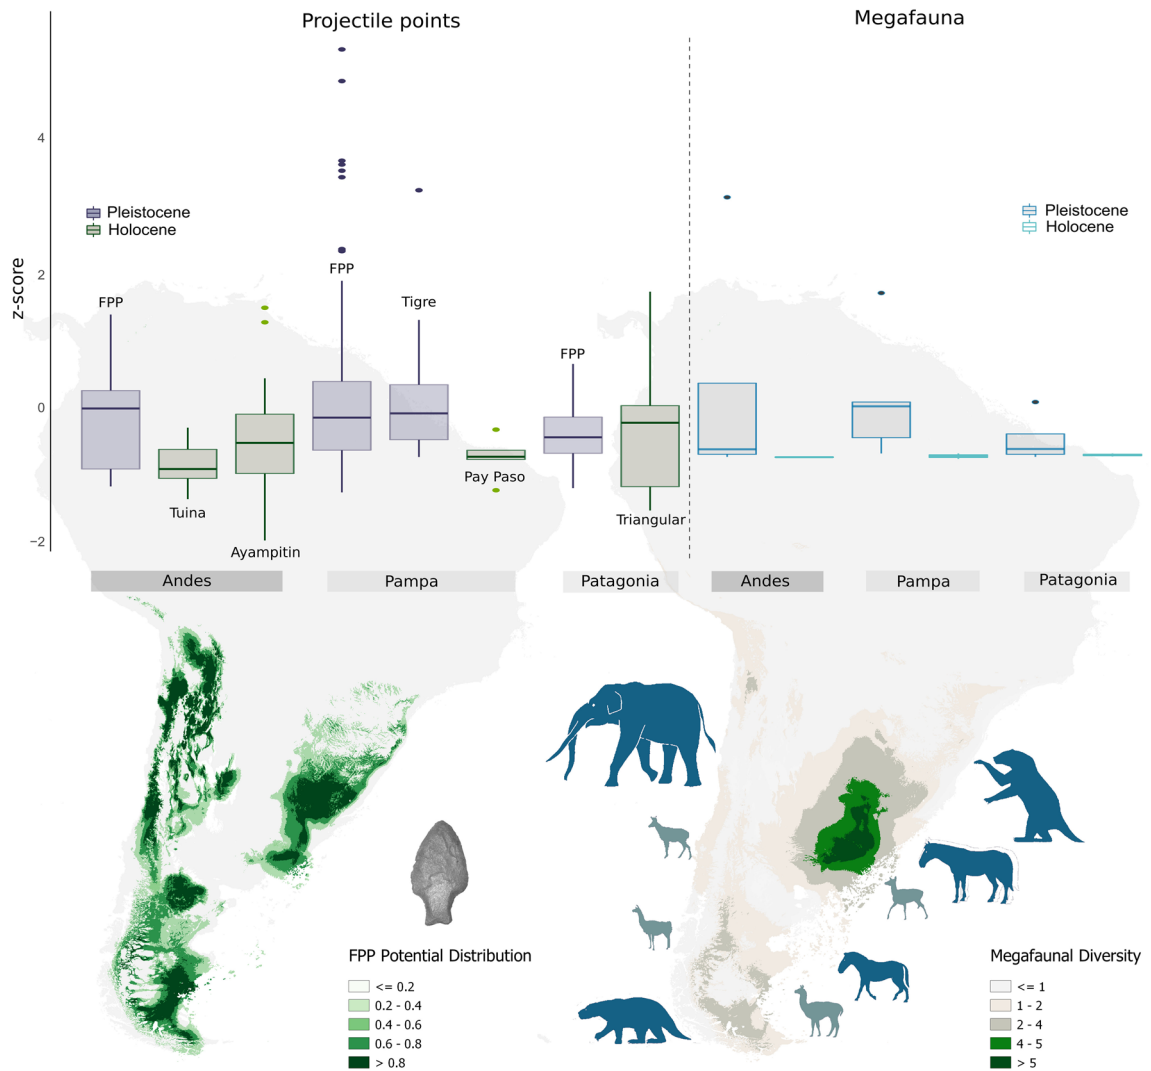 Projectile points
Megafauna
z-score
4
2
0
−2
Pleistocene
Holocene
Pleistocene
Holocene
FPP
Tuina
Ayampitin
FPP
Tigre
Pay Paso
FPP
Triangular
Andes
Pampa
Patagonia
Andes
Pampa
Patagonia
FPP Potential Distribution
<= 0.2
0.2 - 0.4
0.4 - 0.6
0.6 - 0.8
> 0.8
Megafaunal Diversity
<= 1
1 - 2
2 - 4
4 - 5
> 5